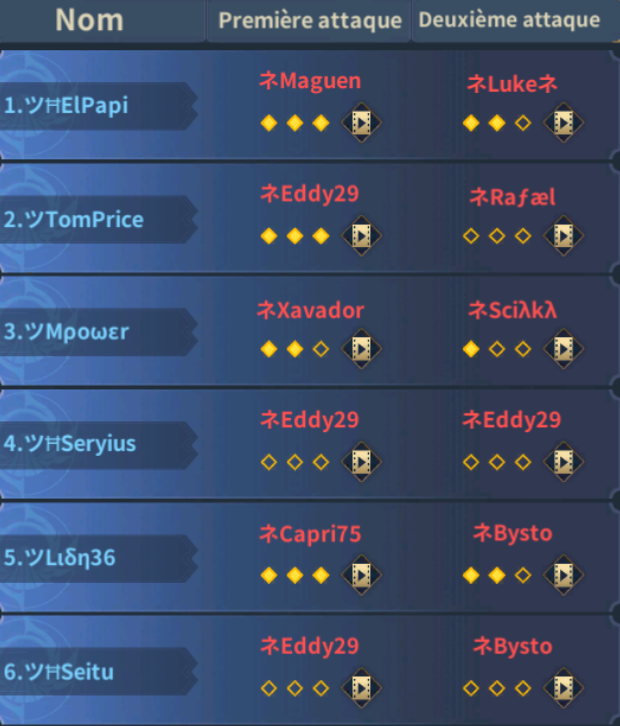 Nom Première attaque Deuxième attaque
ネMaguen ネLukeネ
1.ツĦElPapi
ネEddy29 ネRaƒæl
2.ツTomPrice
ネXavador ネSciλkλ
3.ツMρowεr
ネEddy29 ネEddy29
4.ツĦSeryius
ネCapri75 ネBysto
5.ツLιδη36
ネEddy29 ネBysto
6.ツĦSeitu